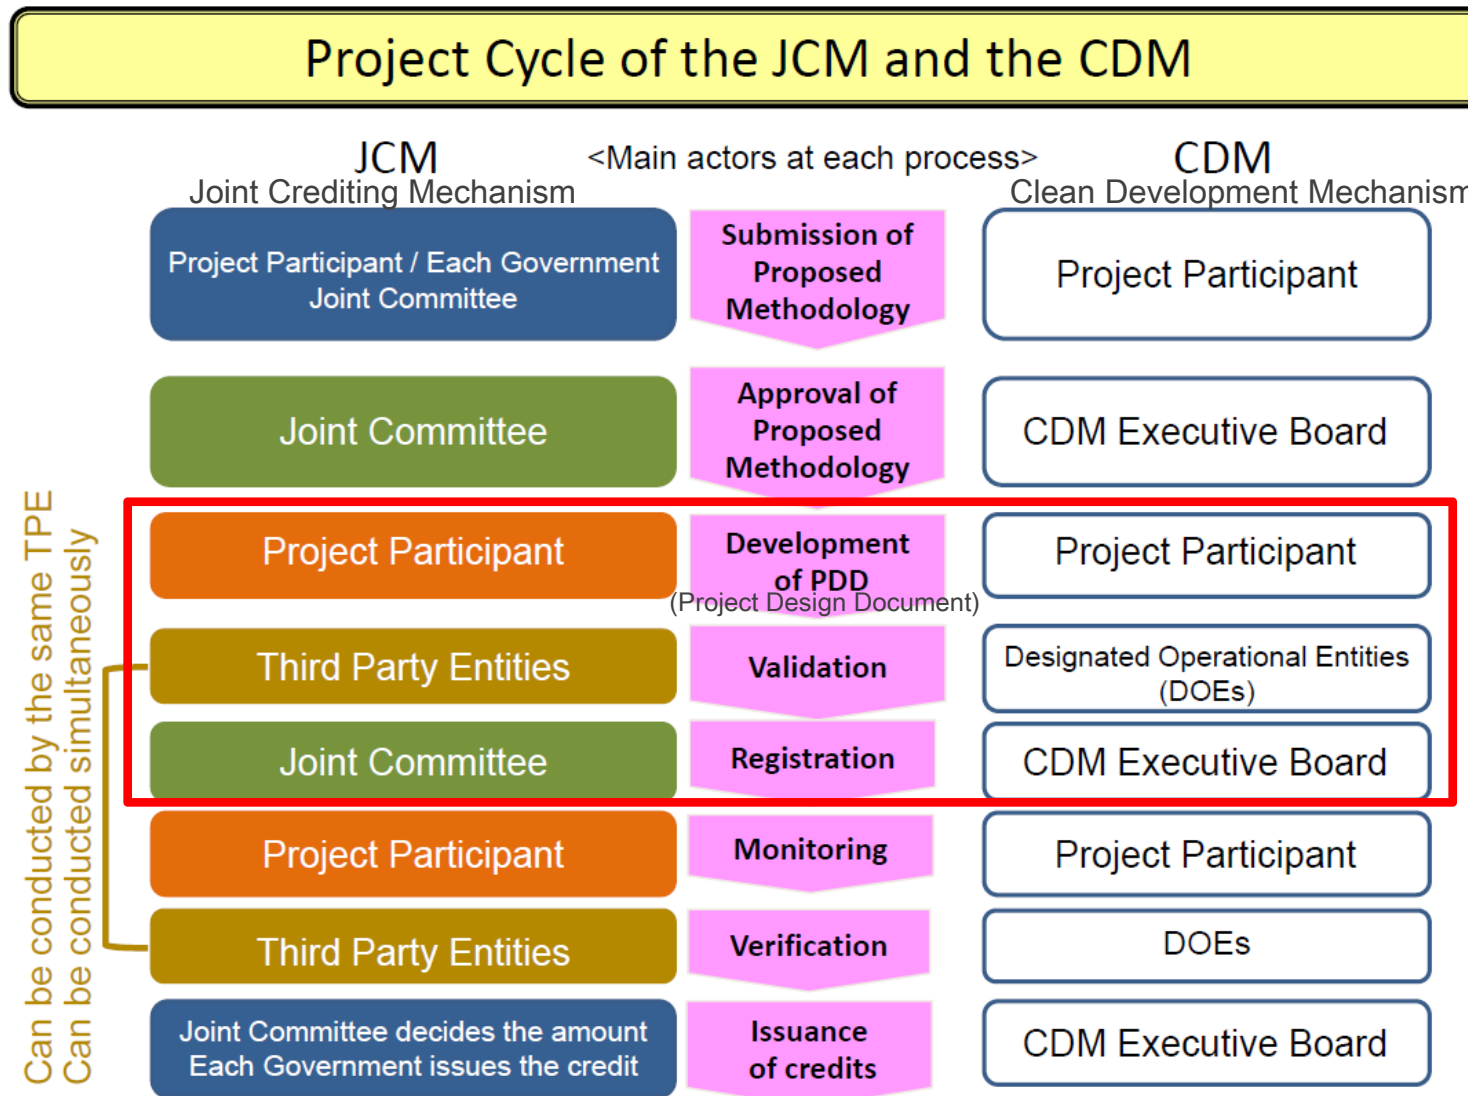 Project Cycle of the JCM and the CDM
JCM
<Main actors at each process>
CDM
Joint Crediting Mechanism
Clean Development Mechanism
Project Participant / Each Government
Joint Committee
Submission of
Proposed
Methodology
Project Participant
Joint Committee
Approval of
Proposed
Methodology
CDM Executive Board
Project Participant
Development
of PDD
(Project Design Document)
Project Participant
Third Party Entities
Validation
Designated Operational Entities
(DOEs)
Joint Committee
Registration
CDM Executive Board
Project Participant
Monitoring
Project Participant
Third Party Entities
Verification
DOEs
Joint Committee decides the amount
Each Government issues the credit
Issuance
of credits
CDM Executive Board
Can be conducted by the same TPE
Can be conducted simultaneously